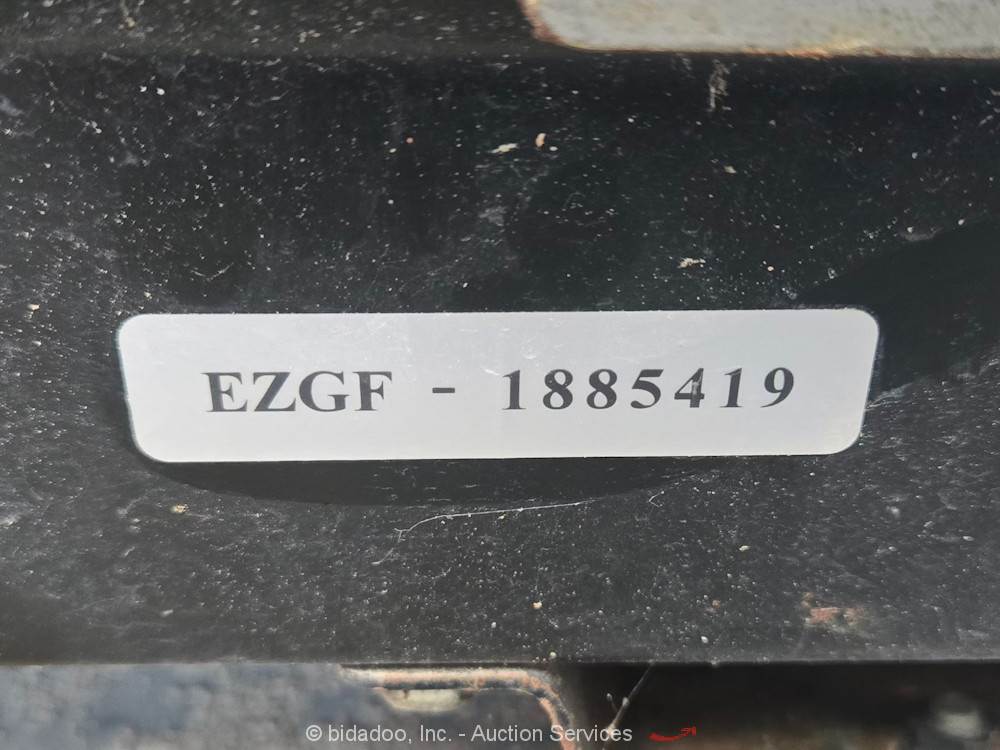 EZGF - 1885419
© bidadoo, Inc. - Auction Services